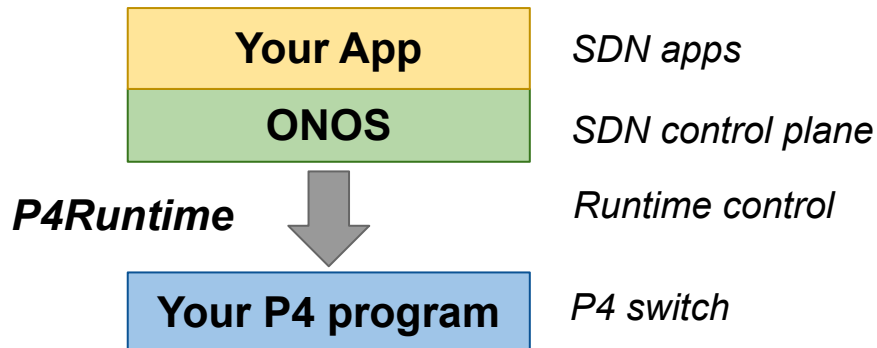 Your App
SDN apps
ONOS
SDN control plane
P4Runtime
Runtime control
Your P4 program
P4 switch